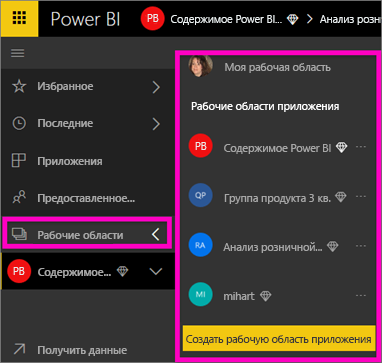 Power BI PB Содержимое Power BI... > Анализ розни
Избранное
Последние
Приложения
Предоставленное...
Рабочие области
PB Содержимое...
Получить данные
Моя рабочая область
Рабочие области приложения
PB Содержимое Power BI ...
QP Группа продукта 3 кв. ...
RA Анализ розничной... ...
MI mihart ...
Создать рабочую область приложения